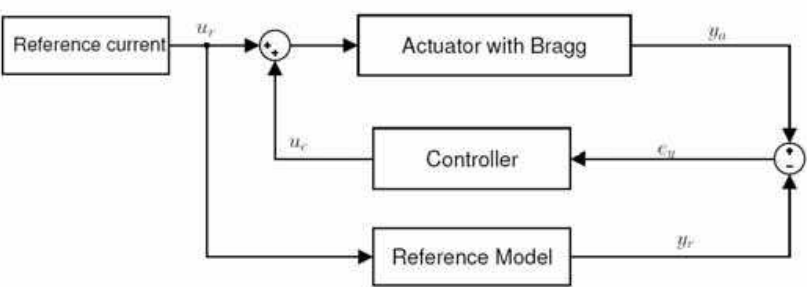 Reference current
u_r
+
+
Actuator with Bragg
y_a
u_c
Controller
e_y
+
-
Reference Model
y_r